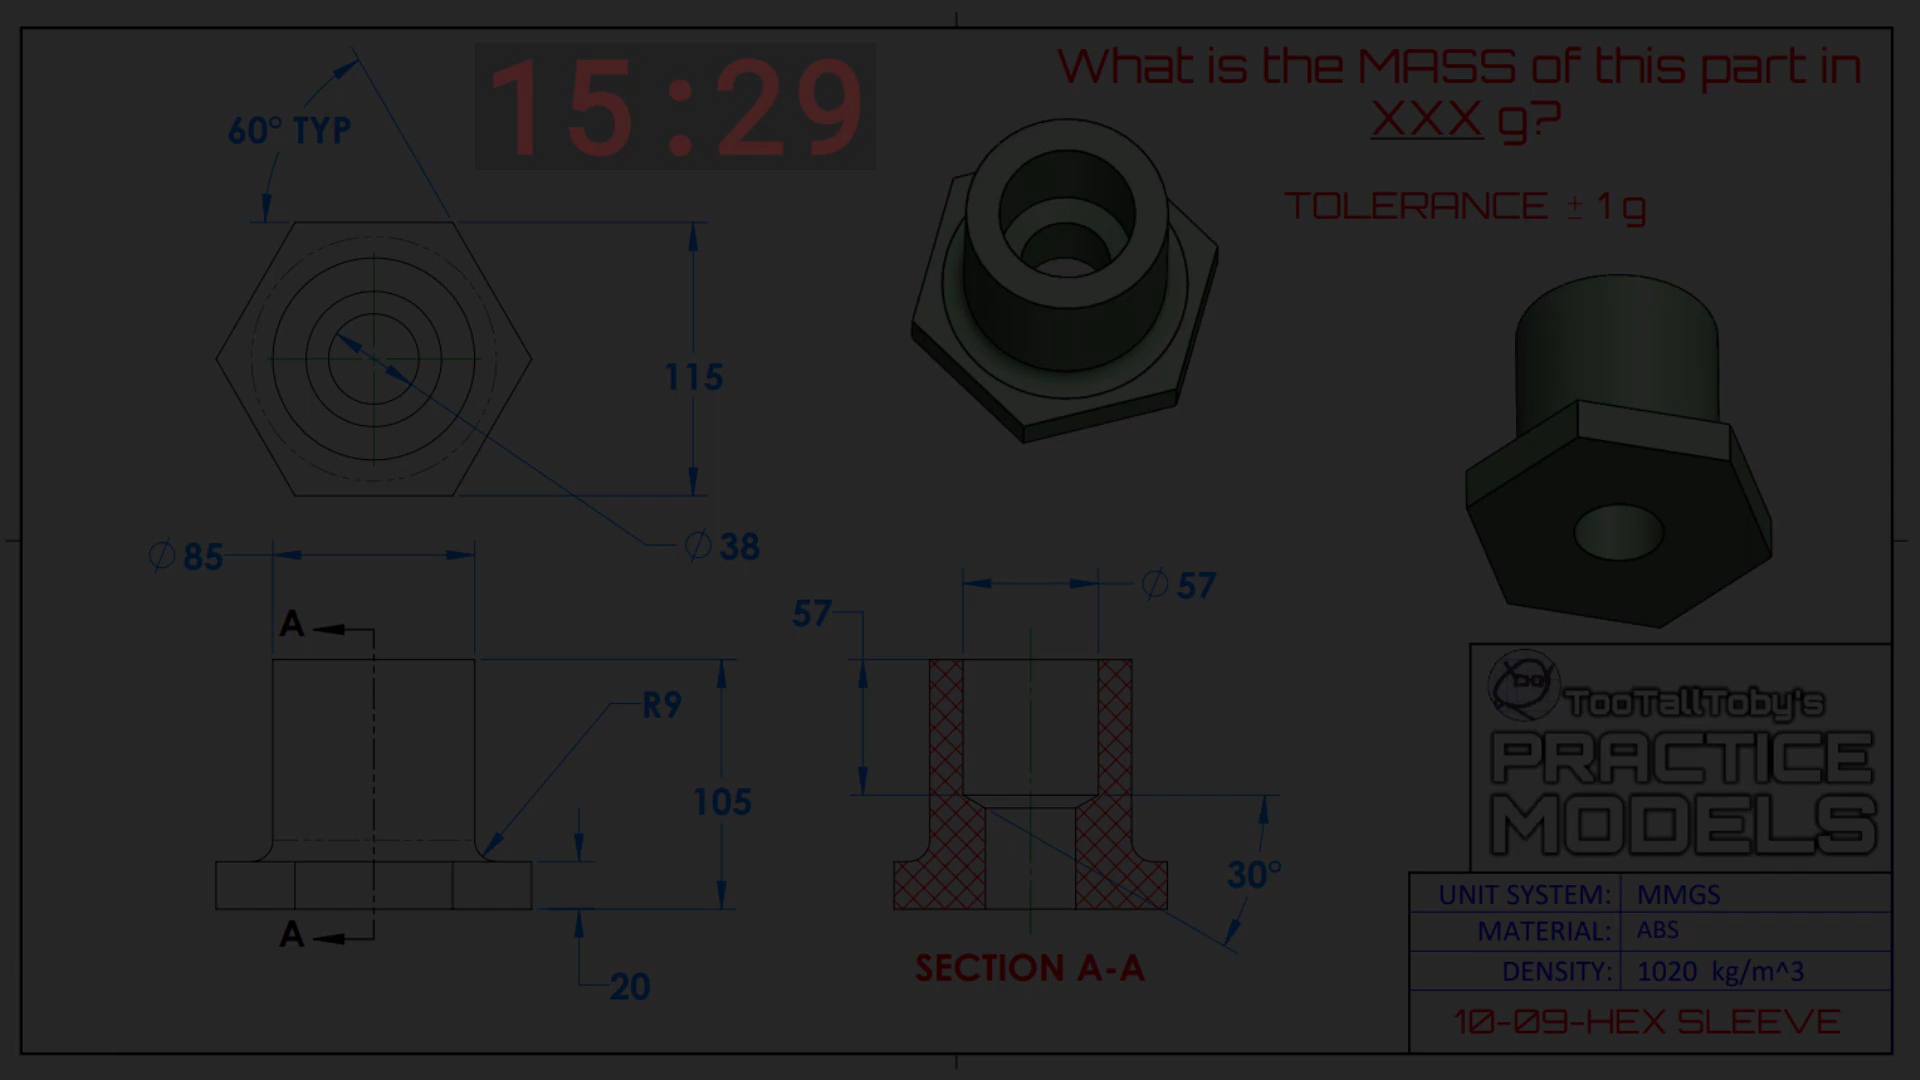 15:29
What is the MASS of this part in
XXX g?
TOLERANCE ± 1 g
60° TYP
115
∅ 38
∅ 85
A
A
R9
105
20
57
∅ 57
30°
SECTION A-A
TooTallToby's
PRACTICE
MODELS
UNIT SYSTEM: MMGS
MATERIAL: ABS
DENSITY: 1020 kg/m^3
10-09-HEX SLEEVE